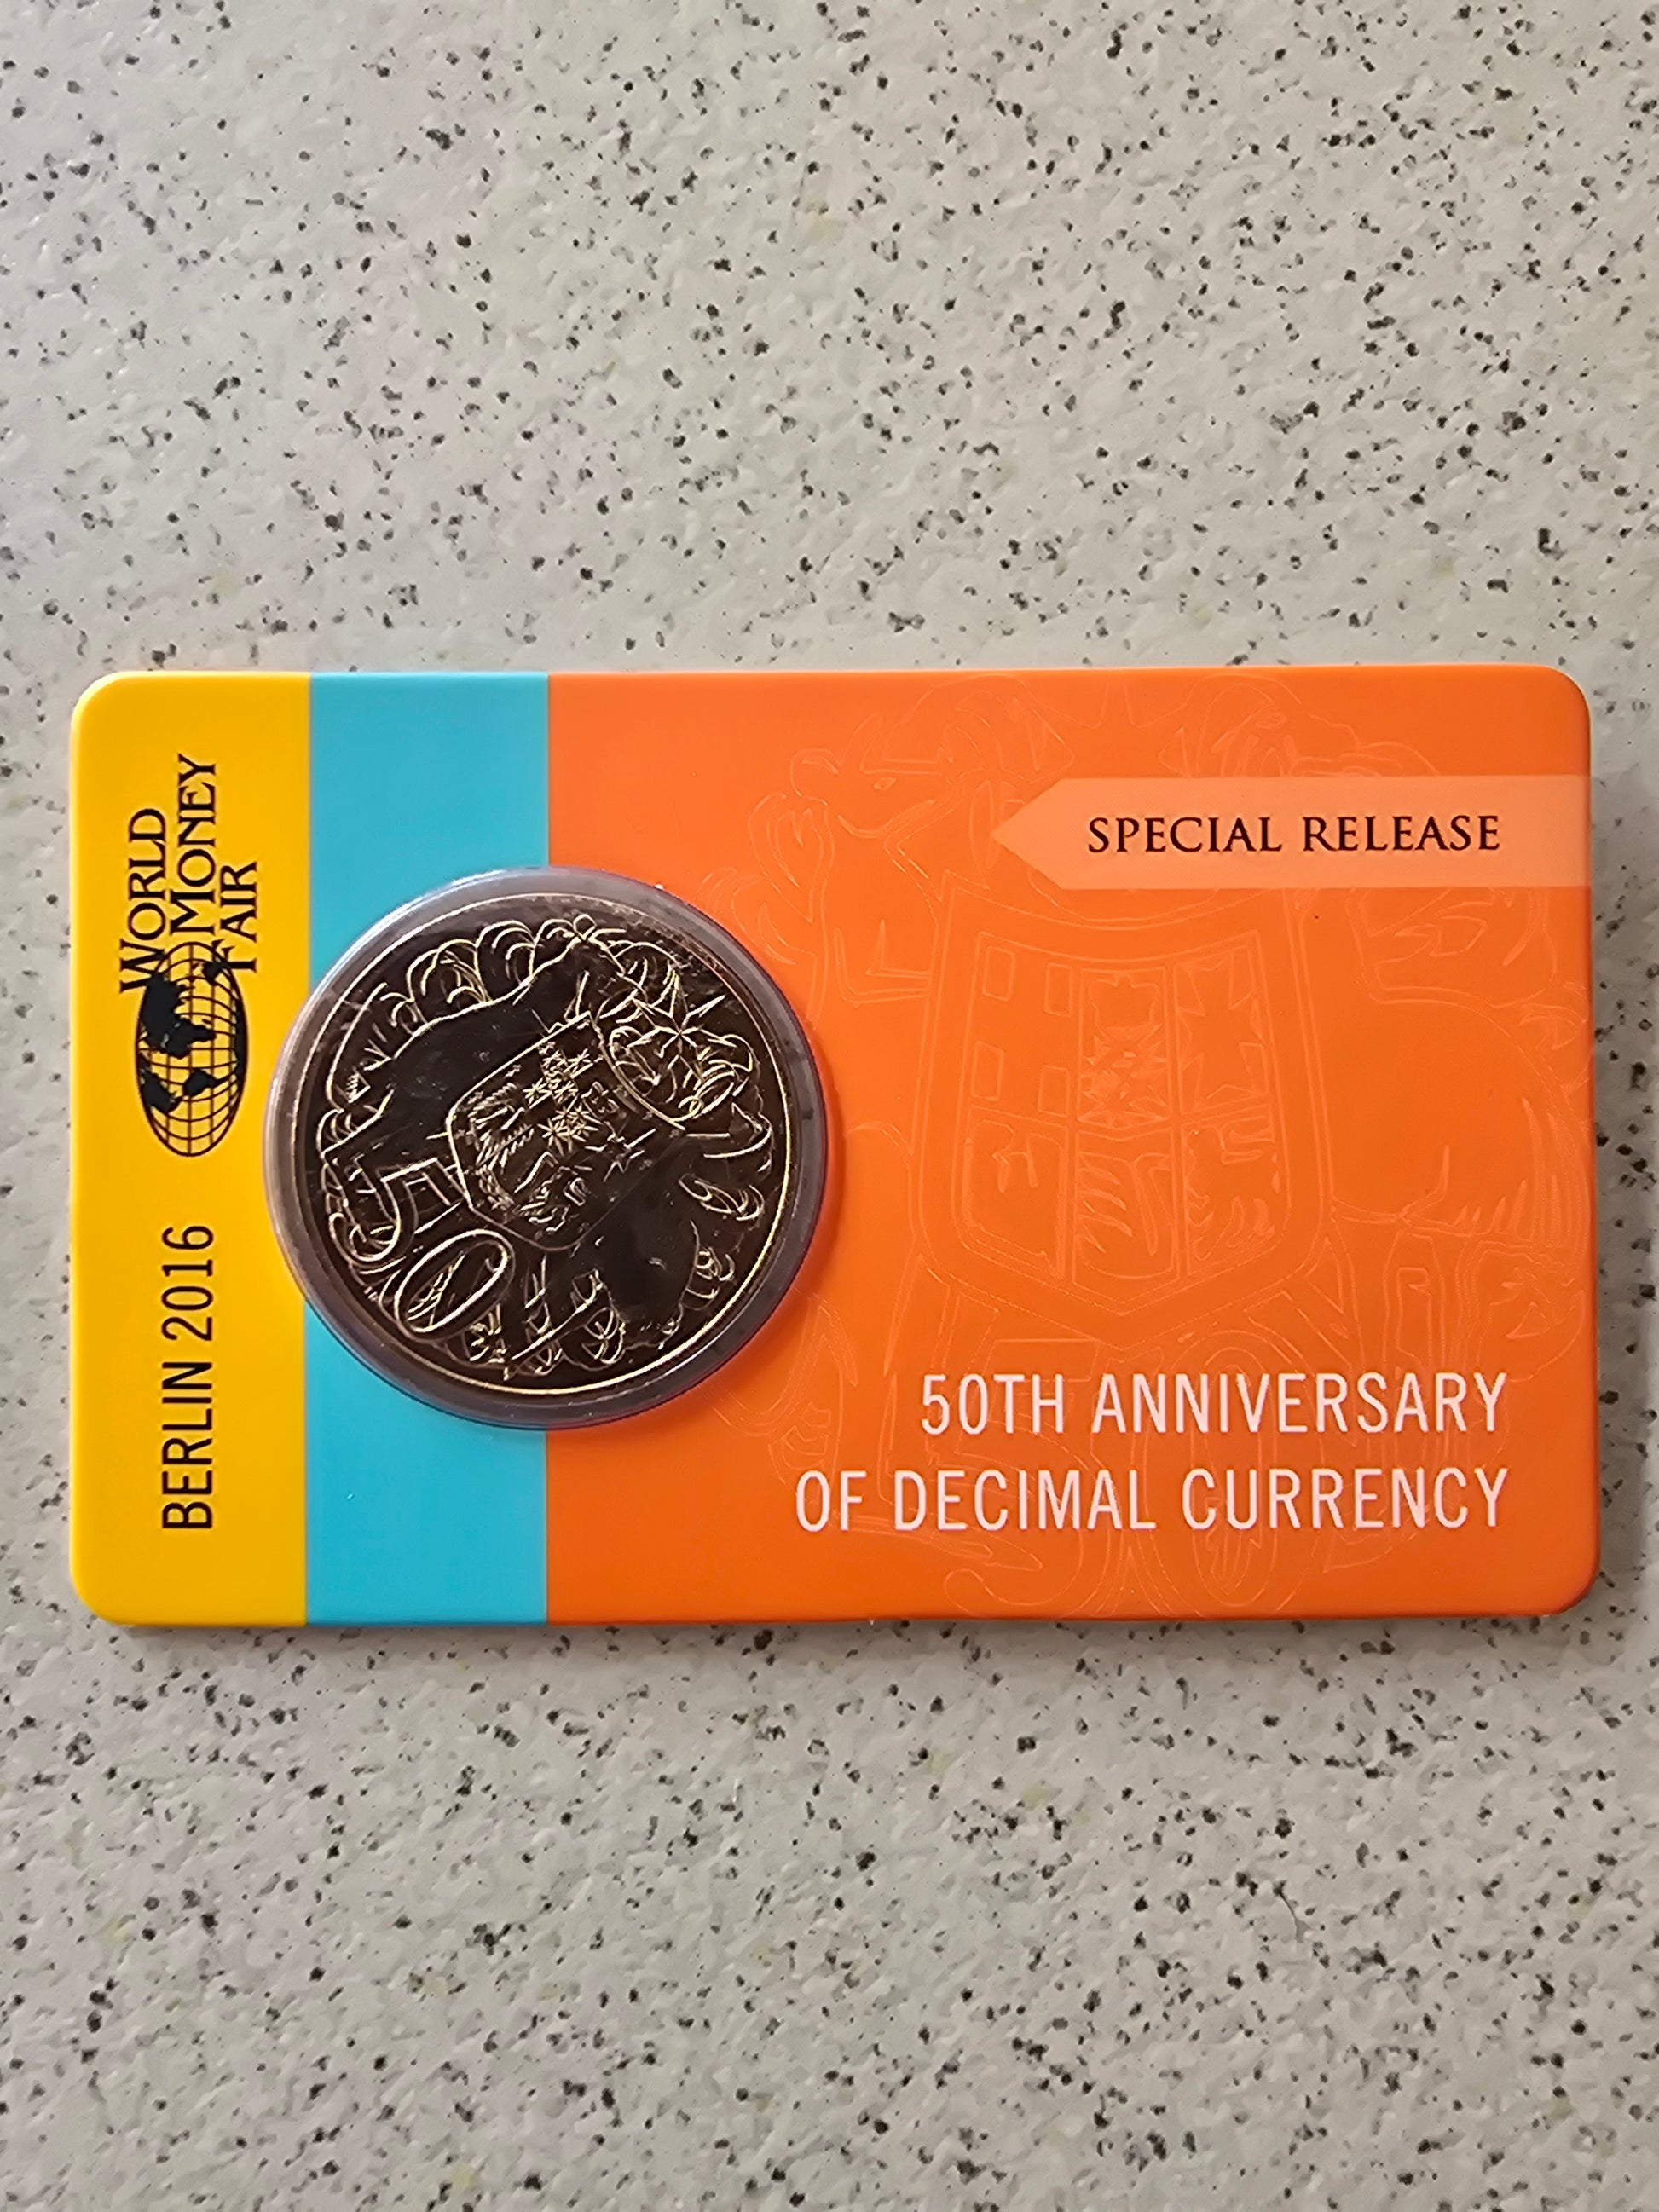 WORLD
MONEY
FAIR
BERLIN 2016
50
SPECIAL RELEASE
50TH ANNIVERSARY
OF DECIMAL CURRENCY